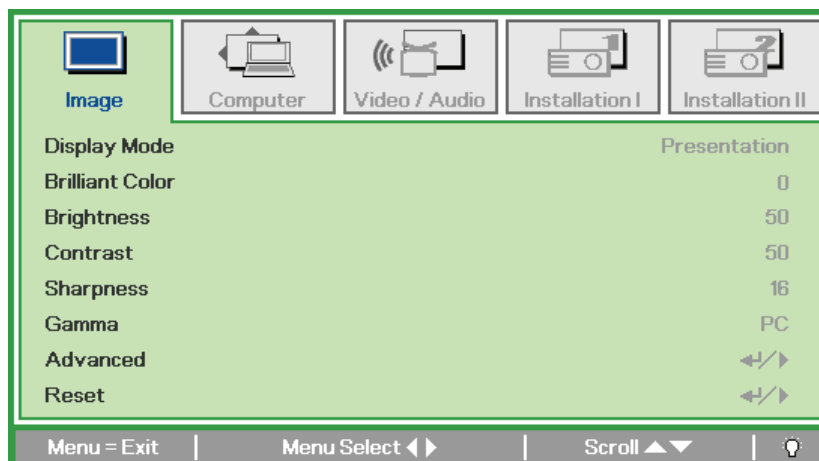 Image Computer Video / Audio Installation I Installation II
Display Mode Presentation
Brilliant Color 0
Brightness 50
Contrast 50
Sharpness 16
Gamma PC
Advanced
Reset
Menu = Exit Menu Select Scroll